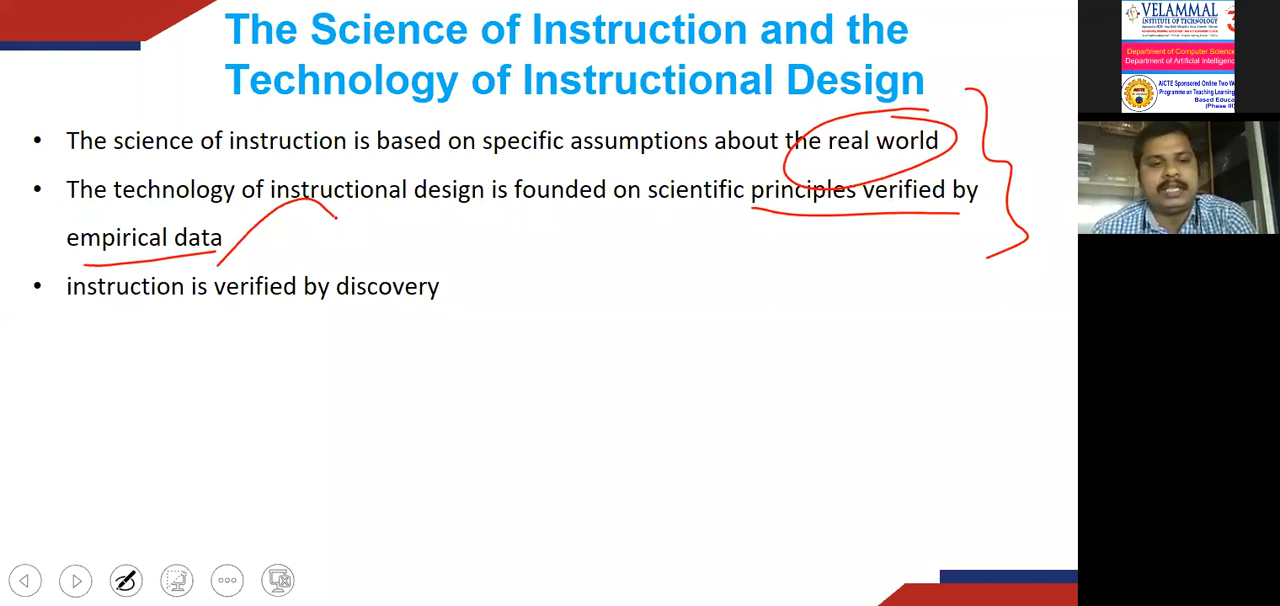 The Science of Instruction and the
Technology of Instructional Design
• The science of instruction is based on specific assumptions about the real world
• The technology of instructional design is founded on scientific principles verified by
empirical data
• instruction is verified by discovery
VELAMMAL
INSTITUTE OF TECHNOLOGY
Department of Computer Science
Department of Artificial Intelligenc
AICTE Sponsored Online Two W
Programme on Teaching Learning
Based Educa
(Phase III)